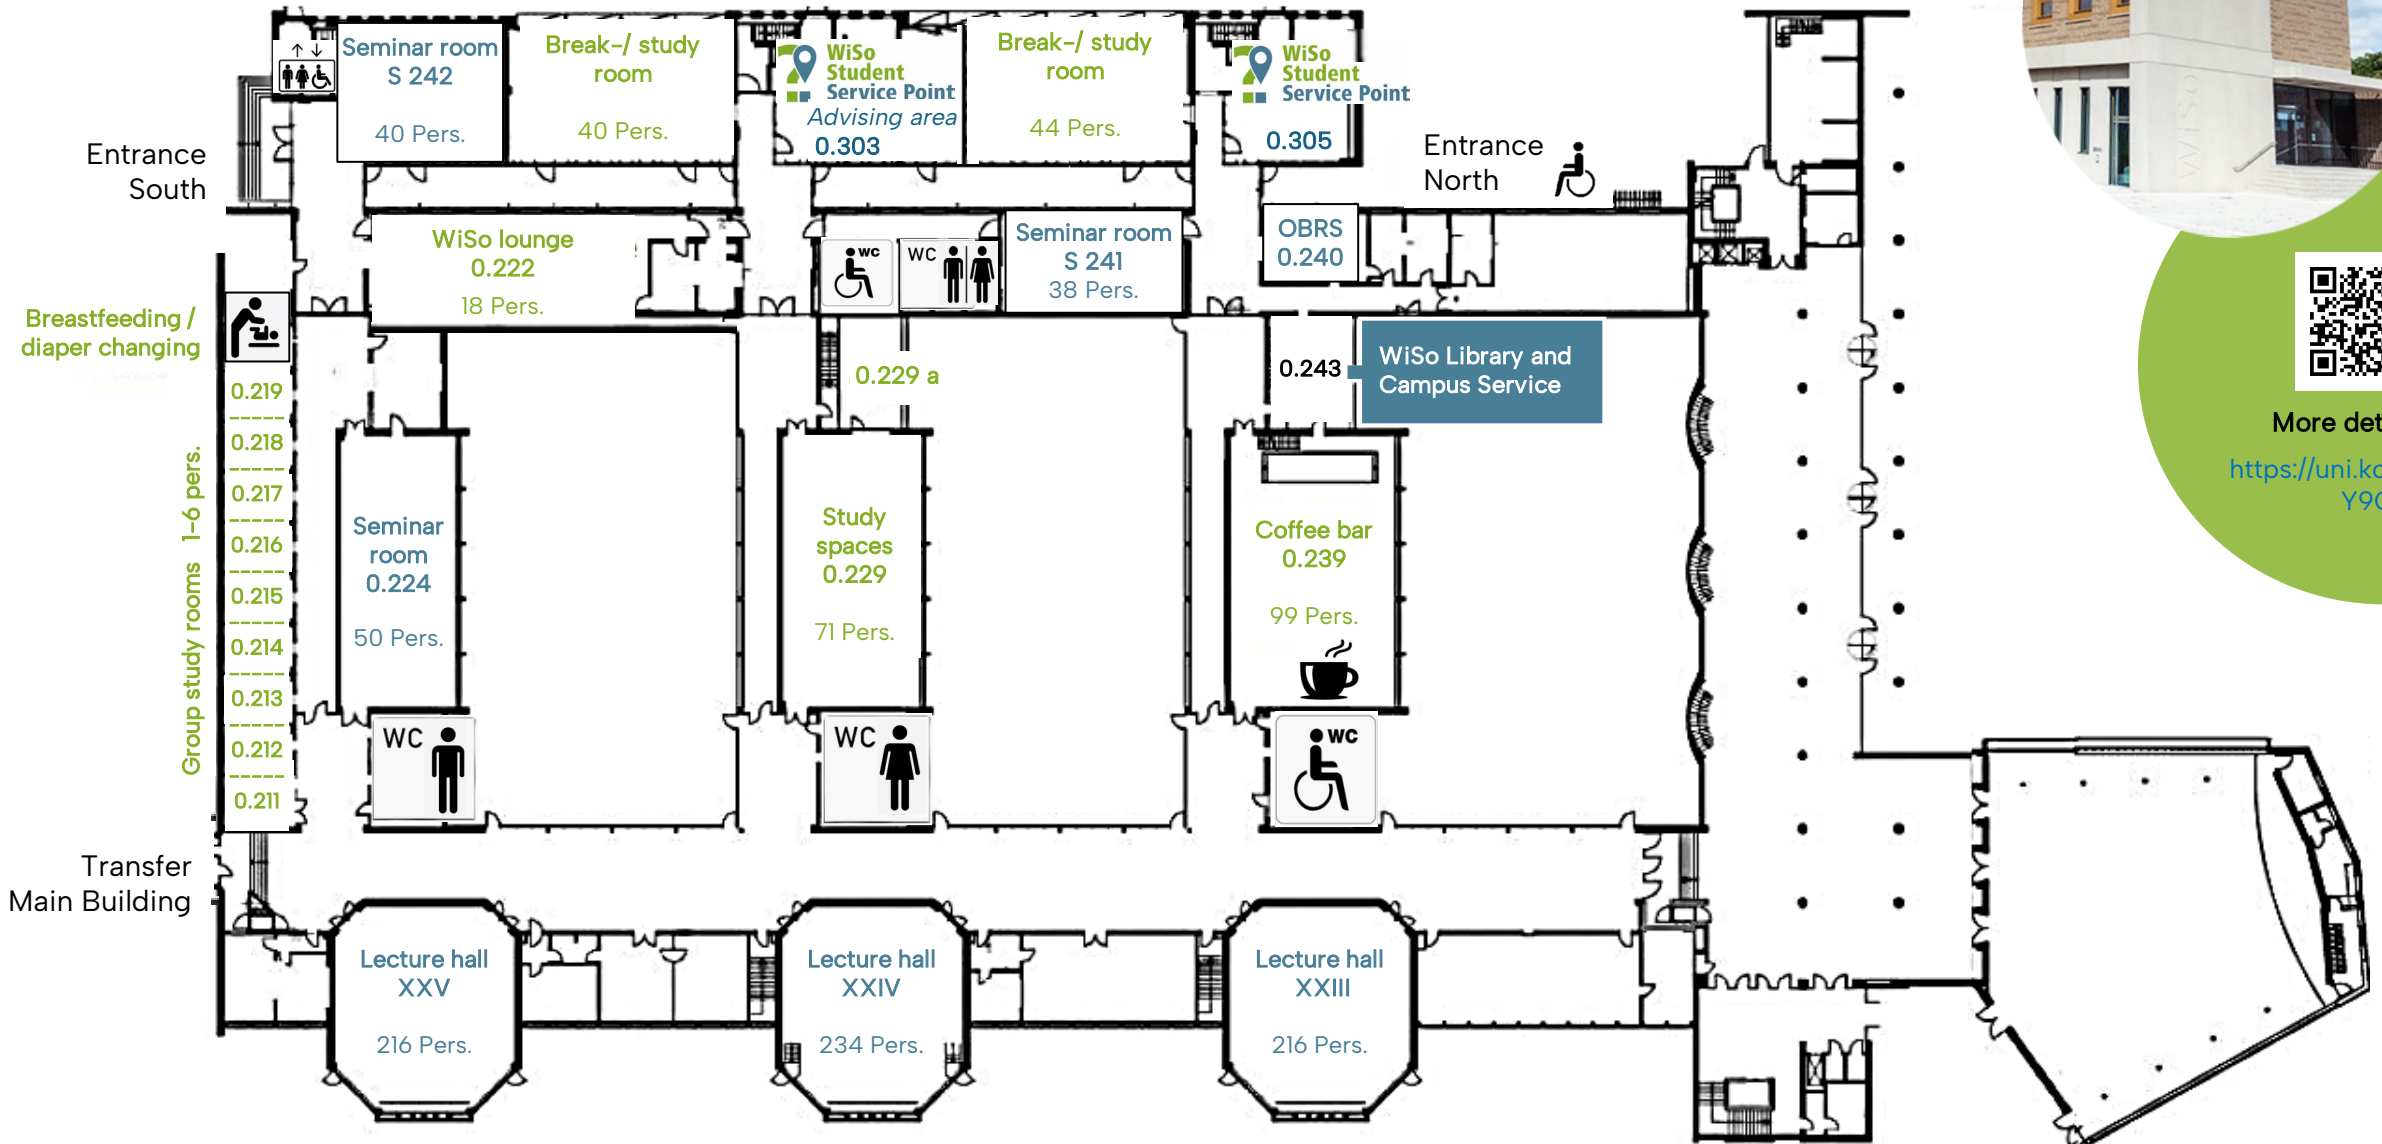 Seminar room
S 242
40 Pers.
Break-/ study
room
40 Pers.
WiSo
Student
Service Point
Advising area
0.303
Break-/ study
room
44 Pers.
WiSo
Student
Service Point
0.305
Entrance
South
Entrance
North
WiSo lounge
0.222
18 Pers.
WC
WC
Seminar room
S 241
38 Pers.
OBRS
0.240
Breastfeeding /
diaper changing
0.229 a
0.243
WiSo Library and
Campus Service
Group study rooms 1-6 pers.
0.219
0.218
0.217
0.216
0.215
0.214
0.213
0.212
0.211
Seminar
room
0.224
50 Pers.
Study
spaces
0.229
71 Pers.
Coffee bar
0.239
99 Pers.
WC
WC
WC
Transfer
Main Building
Lecture hall
XXV
216 Pers.
Lecture hall
XXIV
234 Pers.
Lecture hall
XXIII
216 Pers.
WiSo
More det
https://uni.ko
Y9